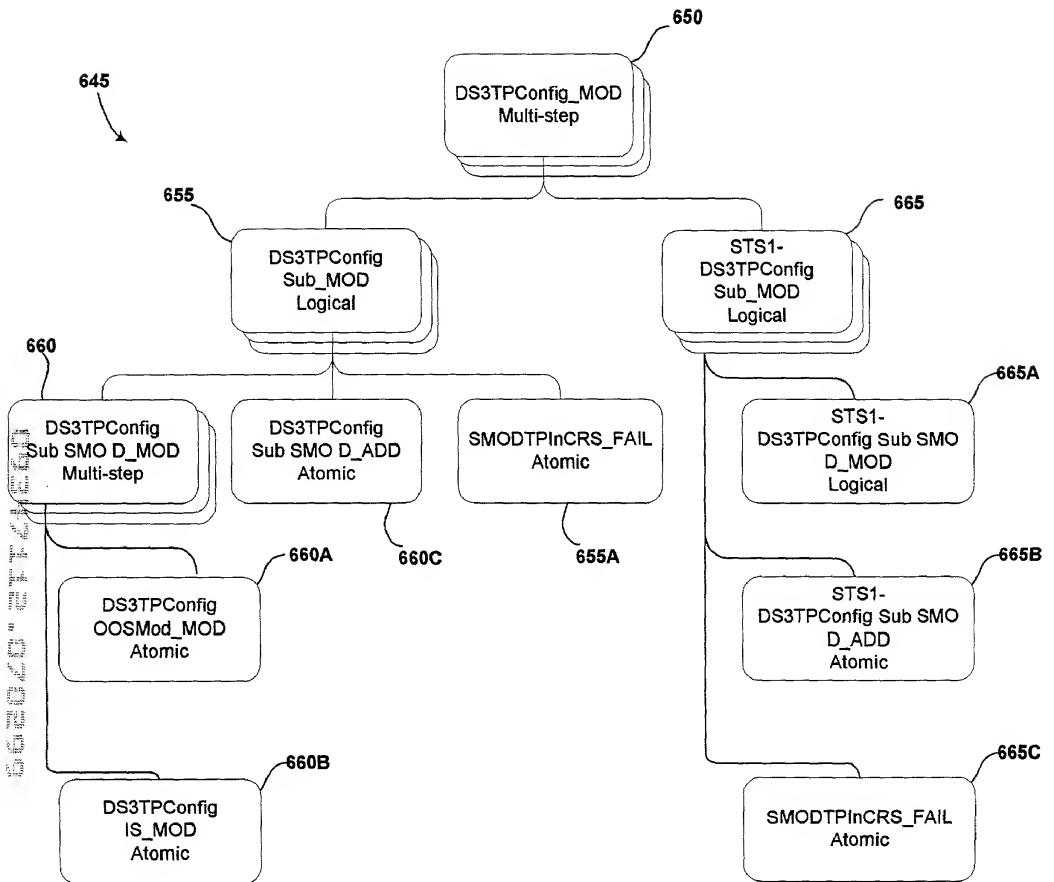 650
645
DS3TPConfig_MOD
Multi-step
655
665
DS3TPConfig
Sub_MOD
Logical
STS1-
DS3TPConfig
Sub_MOD
Logical
660
665A
DS3TPConfig
Sub SMO D_MOD
Multi-step
DS3TPConfig
Sub SMO D_ADD
Atomic
SMODTPInCRS_FAIL
Atomic
STS1-
DS3TPConfig Sub SMO
D_MOD
Logical
660A
660C
655A
665B
DS3TPConfig
OOSMod_MOD
Atomic
STS1-
DS3TPConfig Sub SMO
D_ADD
Atomic
660B
665C
DS3TPConfig
IS_MOD
Atomic
SMODTPInCRS_FAIL
Atomic